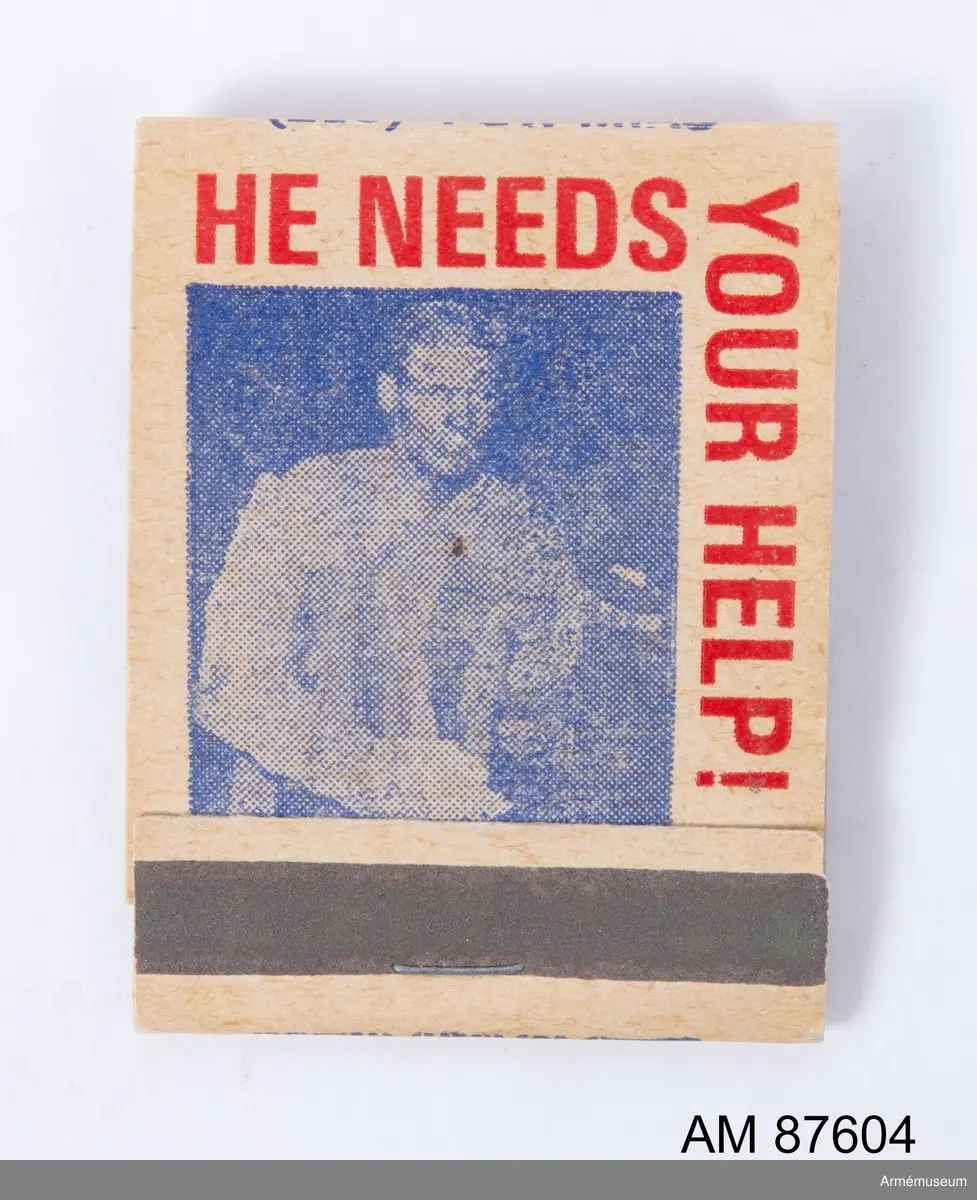 HE NEEDS
YOUR HELP!
AM 87604
Armémuseum